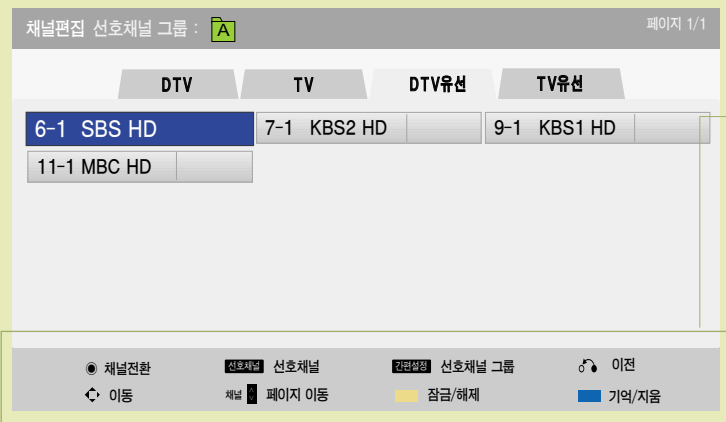 채널편집 선호채널 그룹 : A 페이지 1/1
DTV TV DTV유선 TV유선
6-1 SBS HD 7-1 KBS2 HD 9-1 KBS1 HD
11-1 MBC HD
채널전환 선호채널 선호채널 간편설정 선호채널 그룹 이전
이동 채널 페이지 이동 잠금/해제 기억/지움